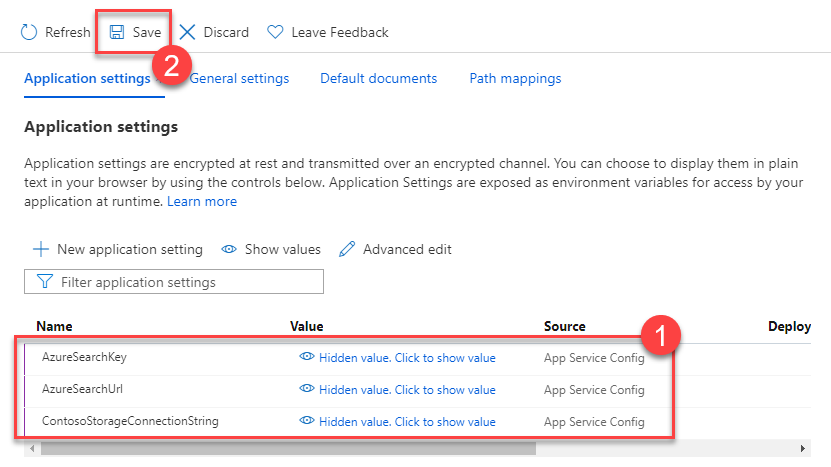 Refresh Save Discard Leave Feedback
2
Application settings General settings Default documents Path mappings
Application settings
Application settings are encrypted at rest and transmitted over an encrypted channel. You can choose to display them in plain
text in your browser by using the controls below. Application Settings are exposed as environment variables for access by your
application at runtime. Learn more
New application setting Show values Advanced edit
Filter application settings
1
Name Value Source Deploy
AzureSearchKey Hidden value. Click to show value App Service Config
AzureSearchUrl Hidden value. Click to show value App Service Config
ContosoStorageConnectionString Hidden value. Click to show value App Service Config